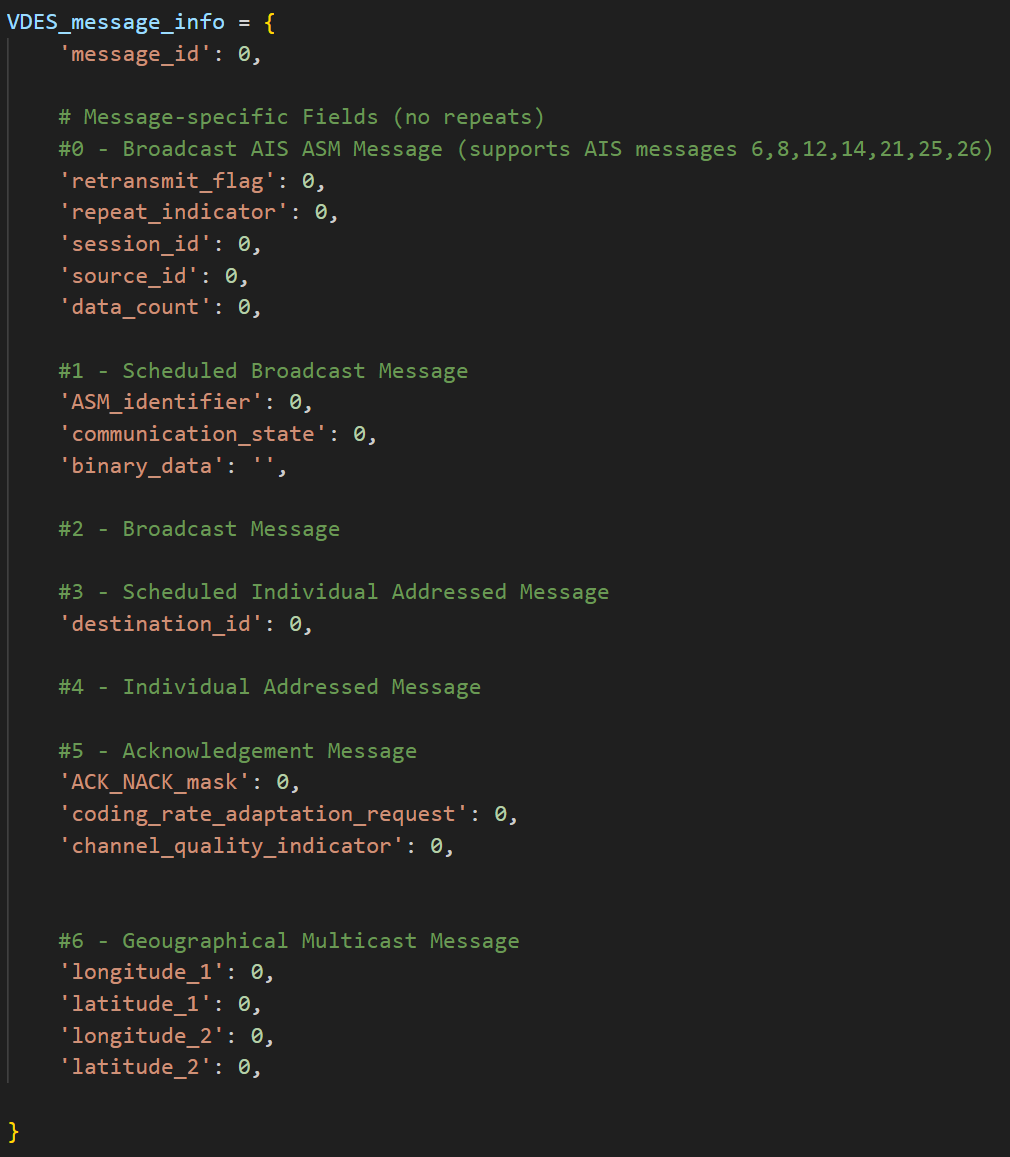 VDES_message_info = {
    'message_id': 0,

    # Message-specific Fields (no repeats)
    #0 - Broadcast AIS ASM Message (supports AIS messages 6,8,12,14,21,25,26)
    'retransmit_flag': 0,
    'repeat_indicator': 0,
    'session_id': 0,
    'source_id': 0,
    'data_count': 0,

    #1 - Scheduled Broadcast Message
    'ASM_identifier': 0,
    'communication_state': 0,
    'binary_data': '',

    #2 - Broadcast Message

    #3 - Scheduled Individual Addressed Message
    'destination_id': 0,

    #4 - Individual Addressed Message

    #5 - Acknowledgement Message
    'ACK_NACK_mask': 0,
    'coding_rate_adaptation_request': 0,
    'channel_quality_indicator': 0,


    #6 - Geougraphical Multicast Message
    'longitude_1': 0,
    'latitude_1': 0,
    'longitude_2': 0,
    'latitude_2': 0,

}